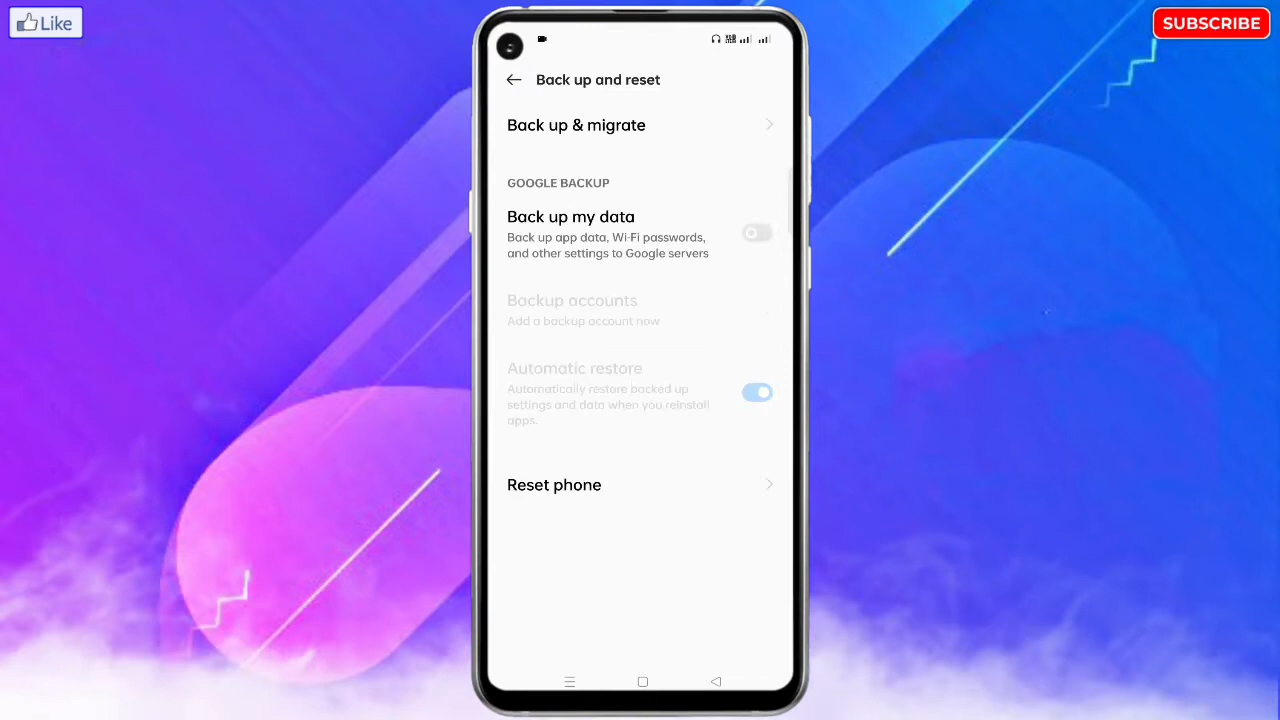 Like
SUBSCRIBE
Back up and reset
Back up & migrate
GOOGLE BACKUP
Back up my data
Back up app data, Wi-Fi passwords,
and other settings to Google servers
Backup accounts
Add a backup account now
Automatic restore
Automatically restore backed up
settings and data when you reinstall
apps.
Reset phone